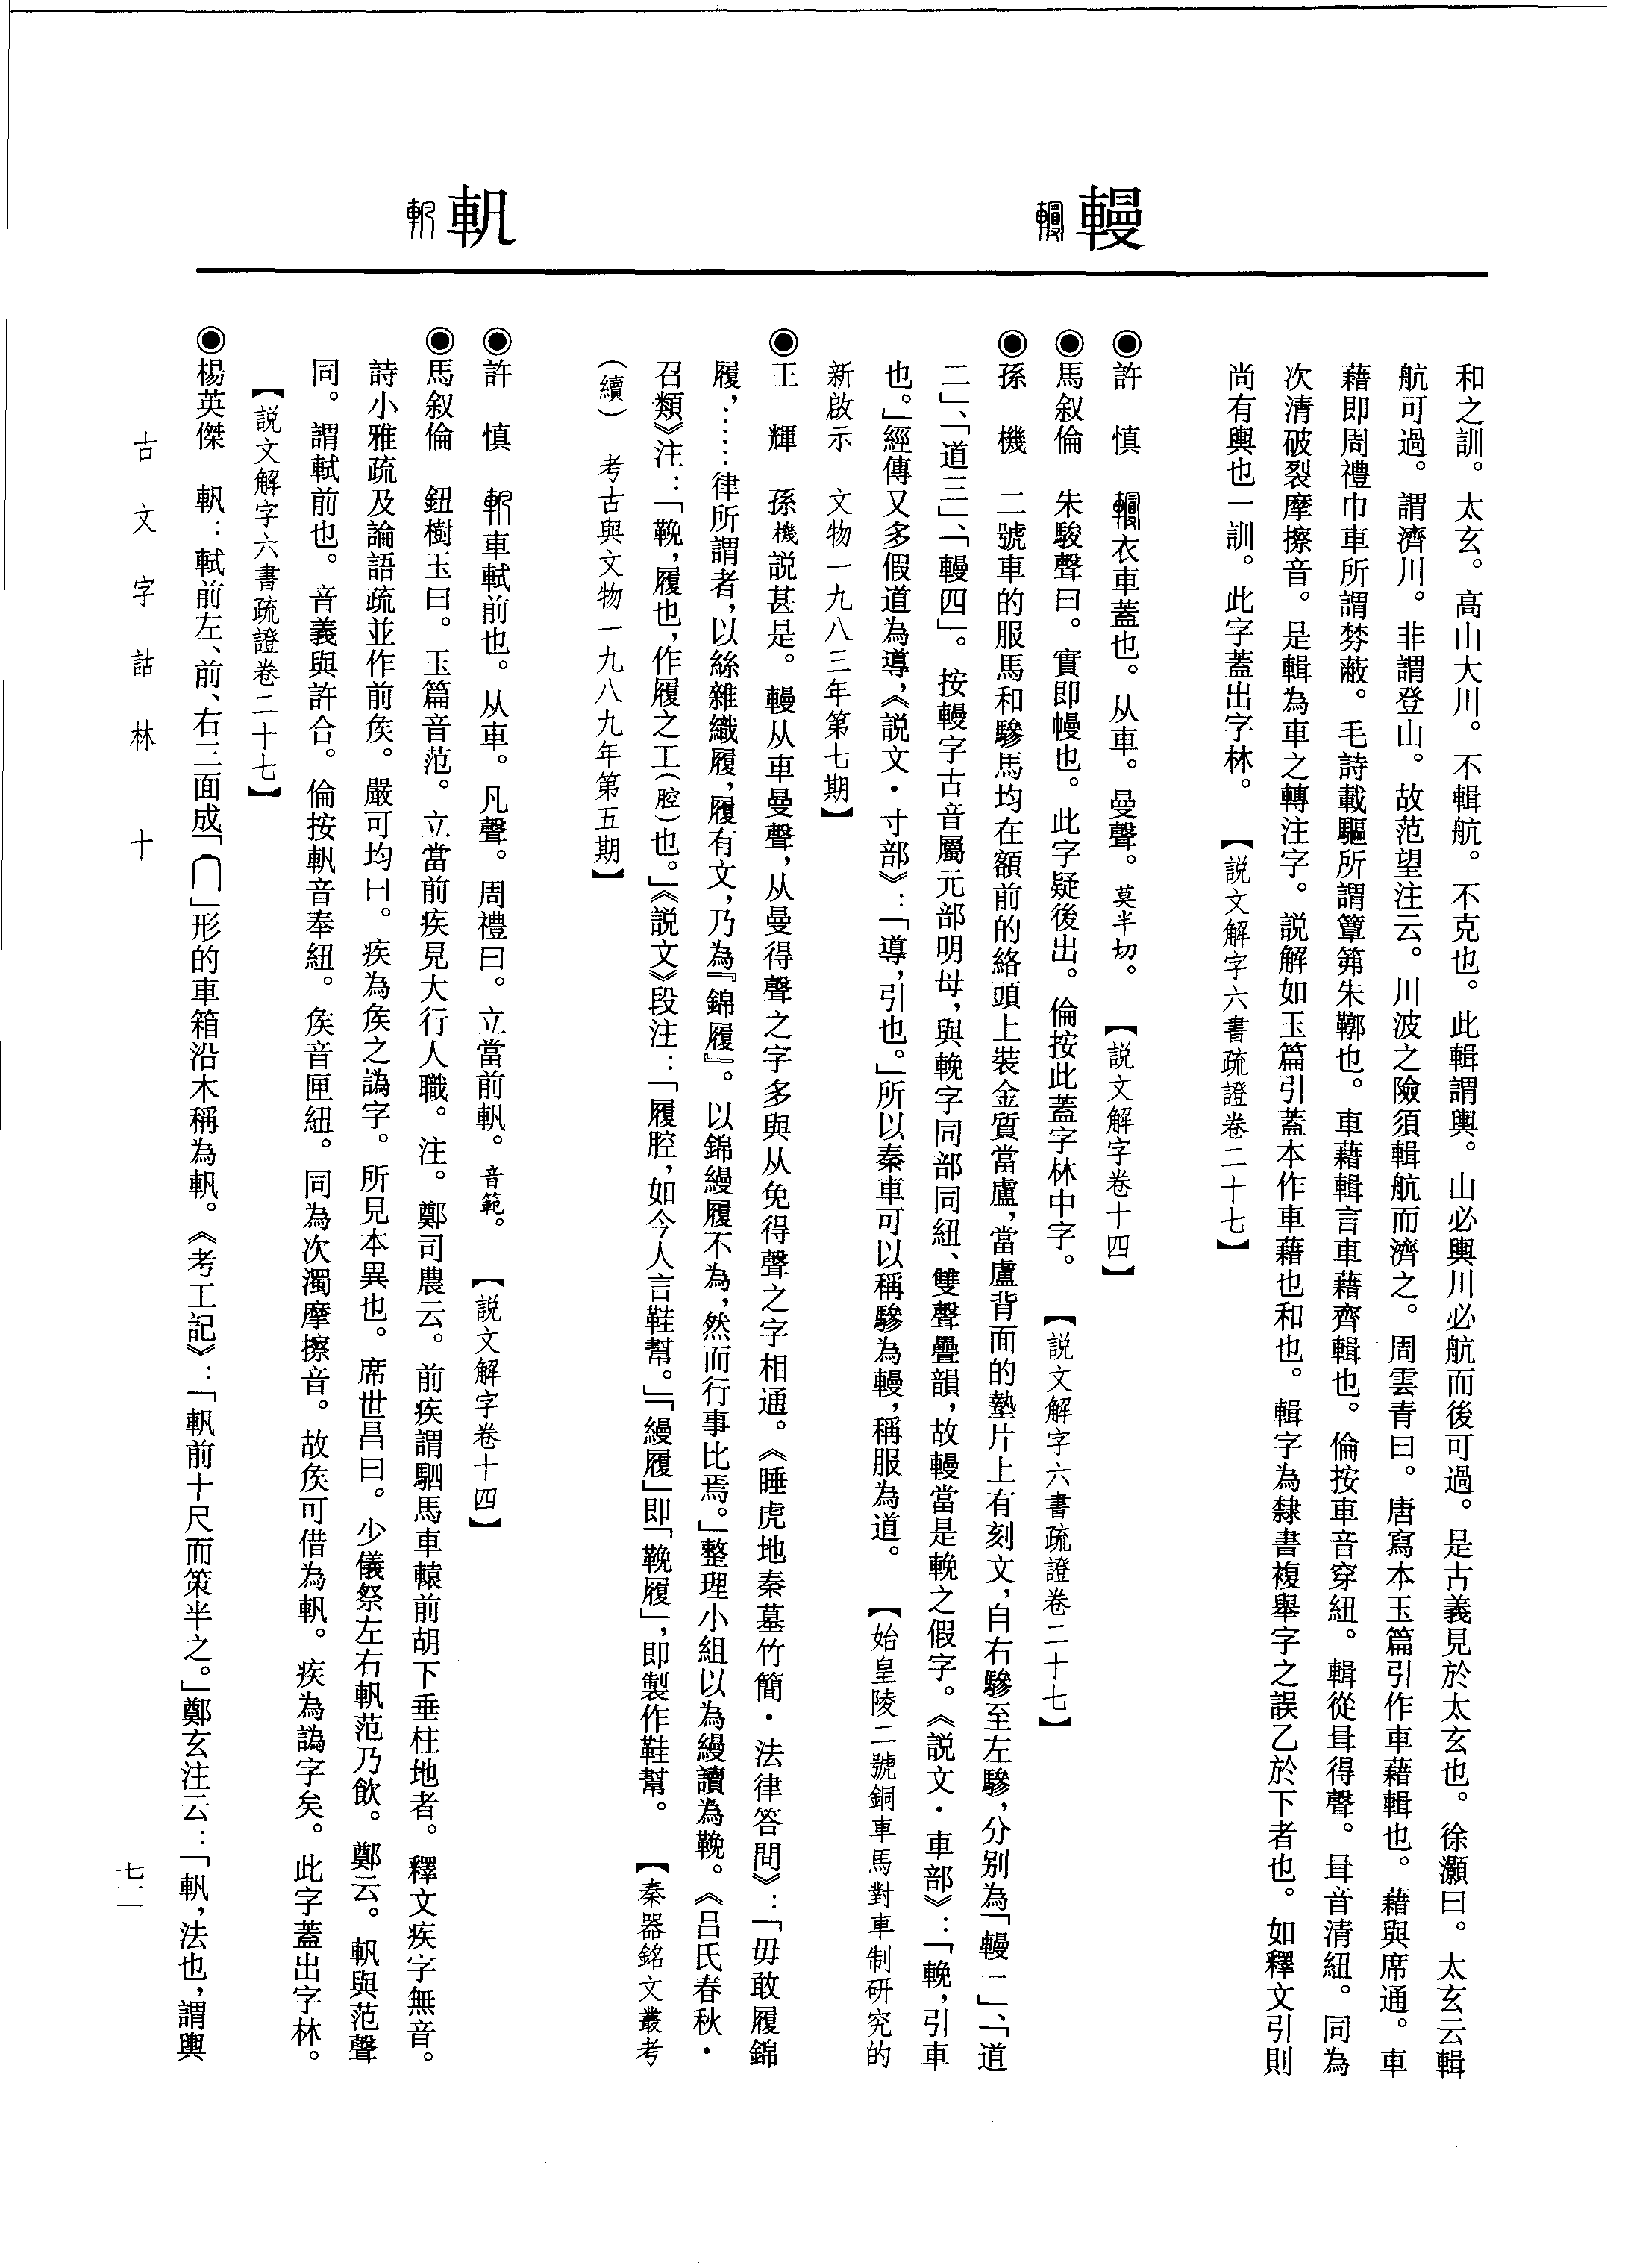 䡬
軓
和之訓。太玄。高山大川。不輯航。不克也。此輯謂輿。山必輿川必航而後可過。是古義見於太玄也。徐灝曰。太玄云輯
航可過。謂濟川。非謂登山。故范望注云。川波之險須輯航而濟之。周雲青曰。唐寫本玉篇引作車藉輯也。藉與席通。車
藉即周禮巾車所謂棼蔽。毛詩載驅所謂簟笰朱鞹也。車藉輯言車藉齊輯也。倫按車音穿紐。輯從咠得聲。咠音清紐。同為
次清破裂摩擦音。是輯為車之轉注字。説解如玉篇引蓋本作車藉也和也。輯字為隸書複舉字之誤乙於下者也。如釋文引則
尚有輿也一訓。此字蓋出字林。　【説文解字六書疏證卷二十七】
◉許　慎　䡬衣車蓋也。从車。曼聲。莫半切。　【説文解字卷十四】
◉馬叙倫　朱駿聲曰。實即幔也。此字疑後出。倫按此蓋字林中字。　【説文解字六書疏證卷二十七】
◉孫　機　二號車的服馬和驂馬均在額前的絡頭上裝金質當盧，當盧背面的墊片上有刻文，自右驂至左驂，分別為「䡬一」、「道
二」、「道三」、「䡬四」。按䡬字古音屬元部明母，與輓字同部同紐、雙聲疊韻，故䡬當是輓之假字。《説文・車部》：「輓，引車
也。」經傳又多假道為導，《説文・寸部》：「導，引也。」所以秦車可以稱驂為䡬，稱服為道。　【始皇陵二號銅車馬對車制研究的
新啟示　文物一九八三年第七期】
◉王　輝　孫機説甚是。䡬从車曼聲，从曼得聲之字多與从免得聲之字相通。《睡虎地秦墓竹簡・法律答問》：「『毋敢履錦
履，……律所謂者，以絲雜織履，履有文，乃為『錦履』。以錦縵履不為，然而行事比焉。」整理小組以為縵讀為鞔。《吕氏春秋・
召類》注：「鞔，履也，作履之工（腔）也。」《説文》段注：「履腔，如今人言鞋幫。」「縵履」即「鞔履」，即製作鞋幫。　【秦器銘文叢考
（續）　考古與文物一九八九年第五期】
◉許　慎　軓車軾前也。从車。凡聲。周禮曰。立當前軓。音範。　【説文解字卷十四】
◉馬叙倫　鈕樹玉曰。玉篇音范。立當前疾見大行人職。注。鄭司農云。前疾謂駟馬車轅前胡下垂柱地者。釋文疾字無音。
詩小雅疏及論語疏並作前矦。嚴可均曰。疾為矦之譌字。所見本異也。席世昌曰。少儀祭左右軓范乃飲。鄭云。軓與范聲
同。謂軾前也。音義與許合。倫按軓音奉紐。矦音匣紐。同為次濁摩擦音。故矦可借為軓。疾為譌字矣。此字蓋出字林。
【説文解字六書疏證卷二十七】
◉楊英傑　軓：軾前左、前、右三面成「冂」形的車箱沿木稱為軓。《考工記》：「軓前十尺而策半之。」鄭玄注云：「軓，法也，謂輿
古文字詁林　十
七一一